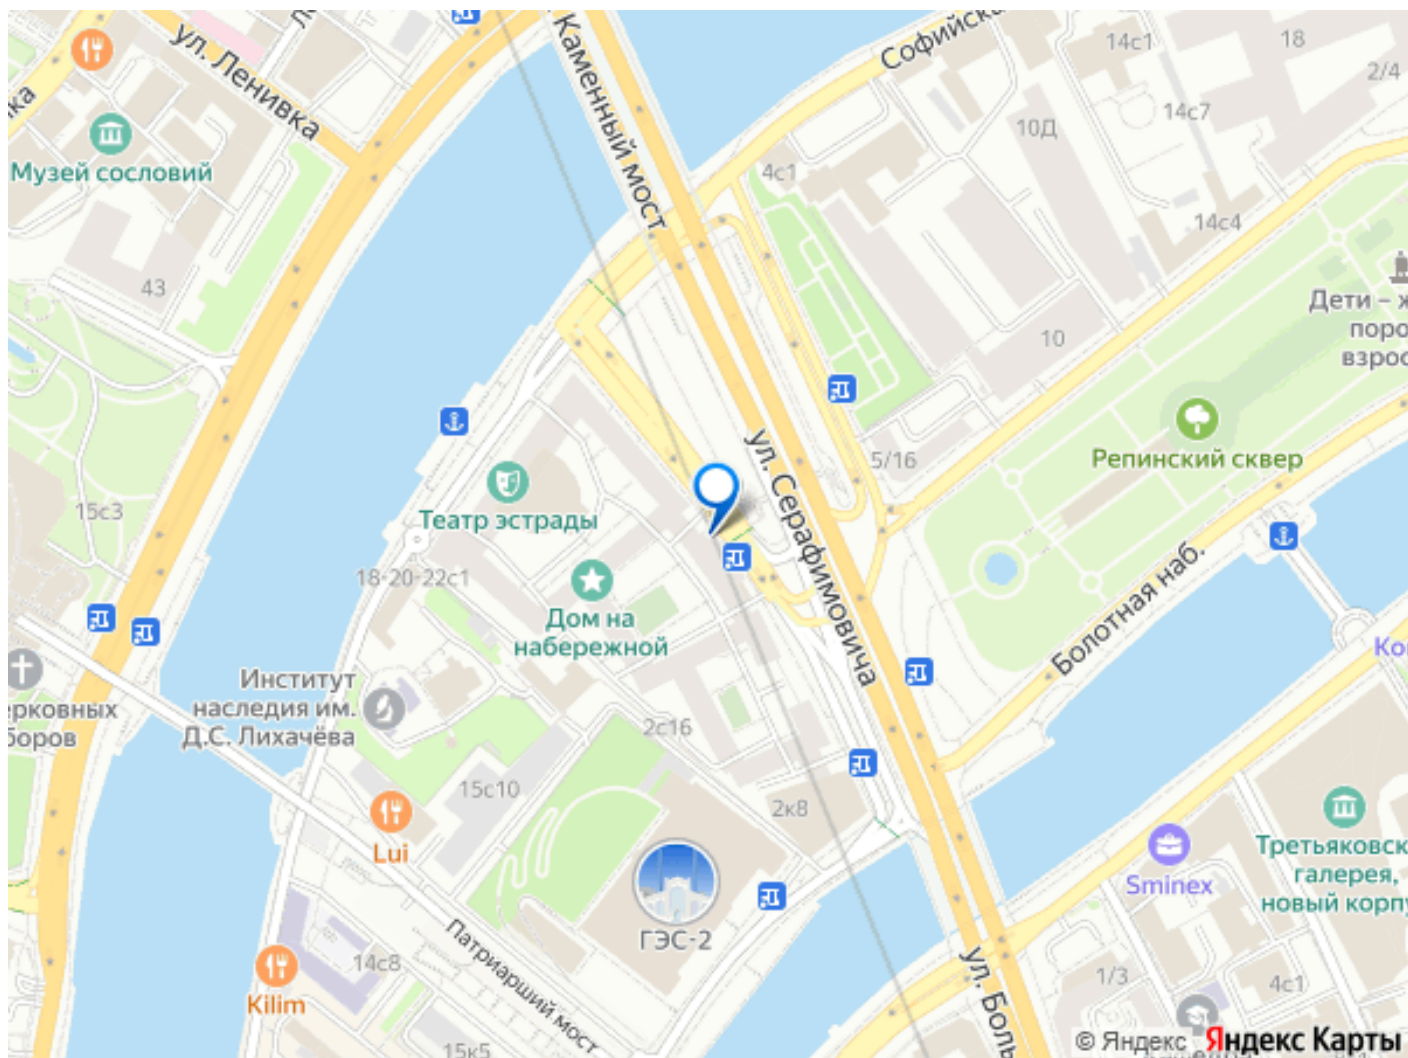 ул. Ленивка
Каменный мост
Софийска
14с1
18
2/4
14с7
10Д
Музей сословий
4с1
14с4
43
Дети – ж
поро
взрос
10
ул. Серафимовича
5/16
Репинский сквер
15с3
Театр эстрады
18-20-22с1
Дом на
набережной
Болотная наб.
Ко
Институт
наследия им.
Д.С. Лихачёва
ерковных
боров
2с16
15с10
2к8
Lui
Sminex
Третьяковск
галерея,
новый корпу
ГЭС-2
Патриарший мост
14с8
Kilim
ул. Боль
1/3
4с1
15к5
© Яндекс Яндекс Карты